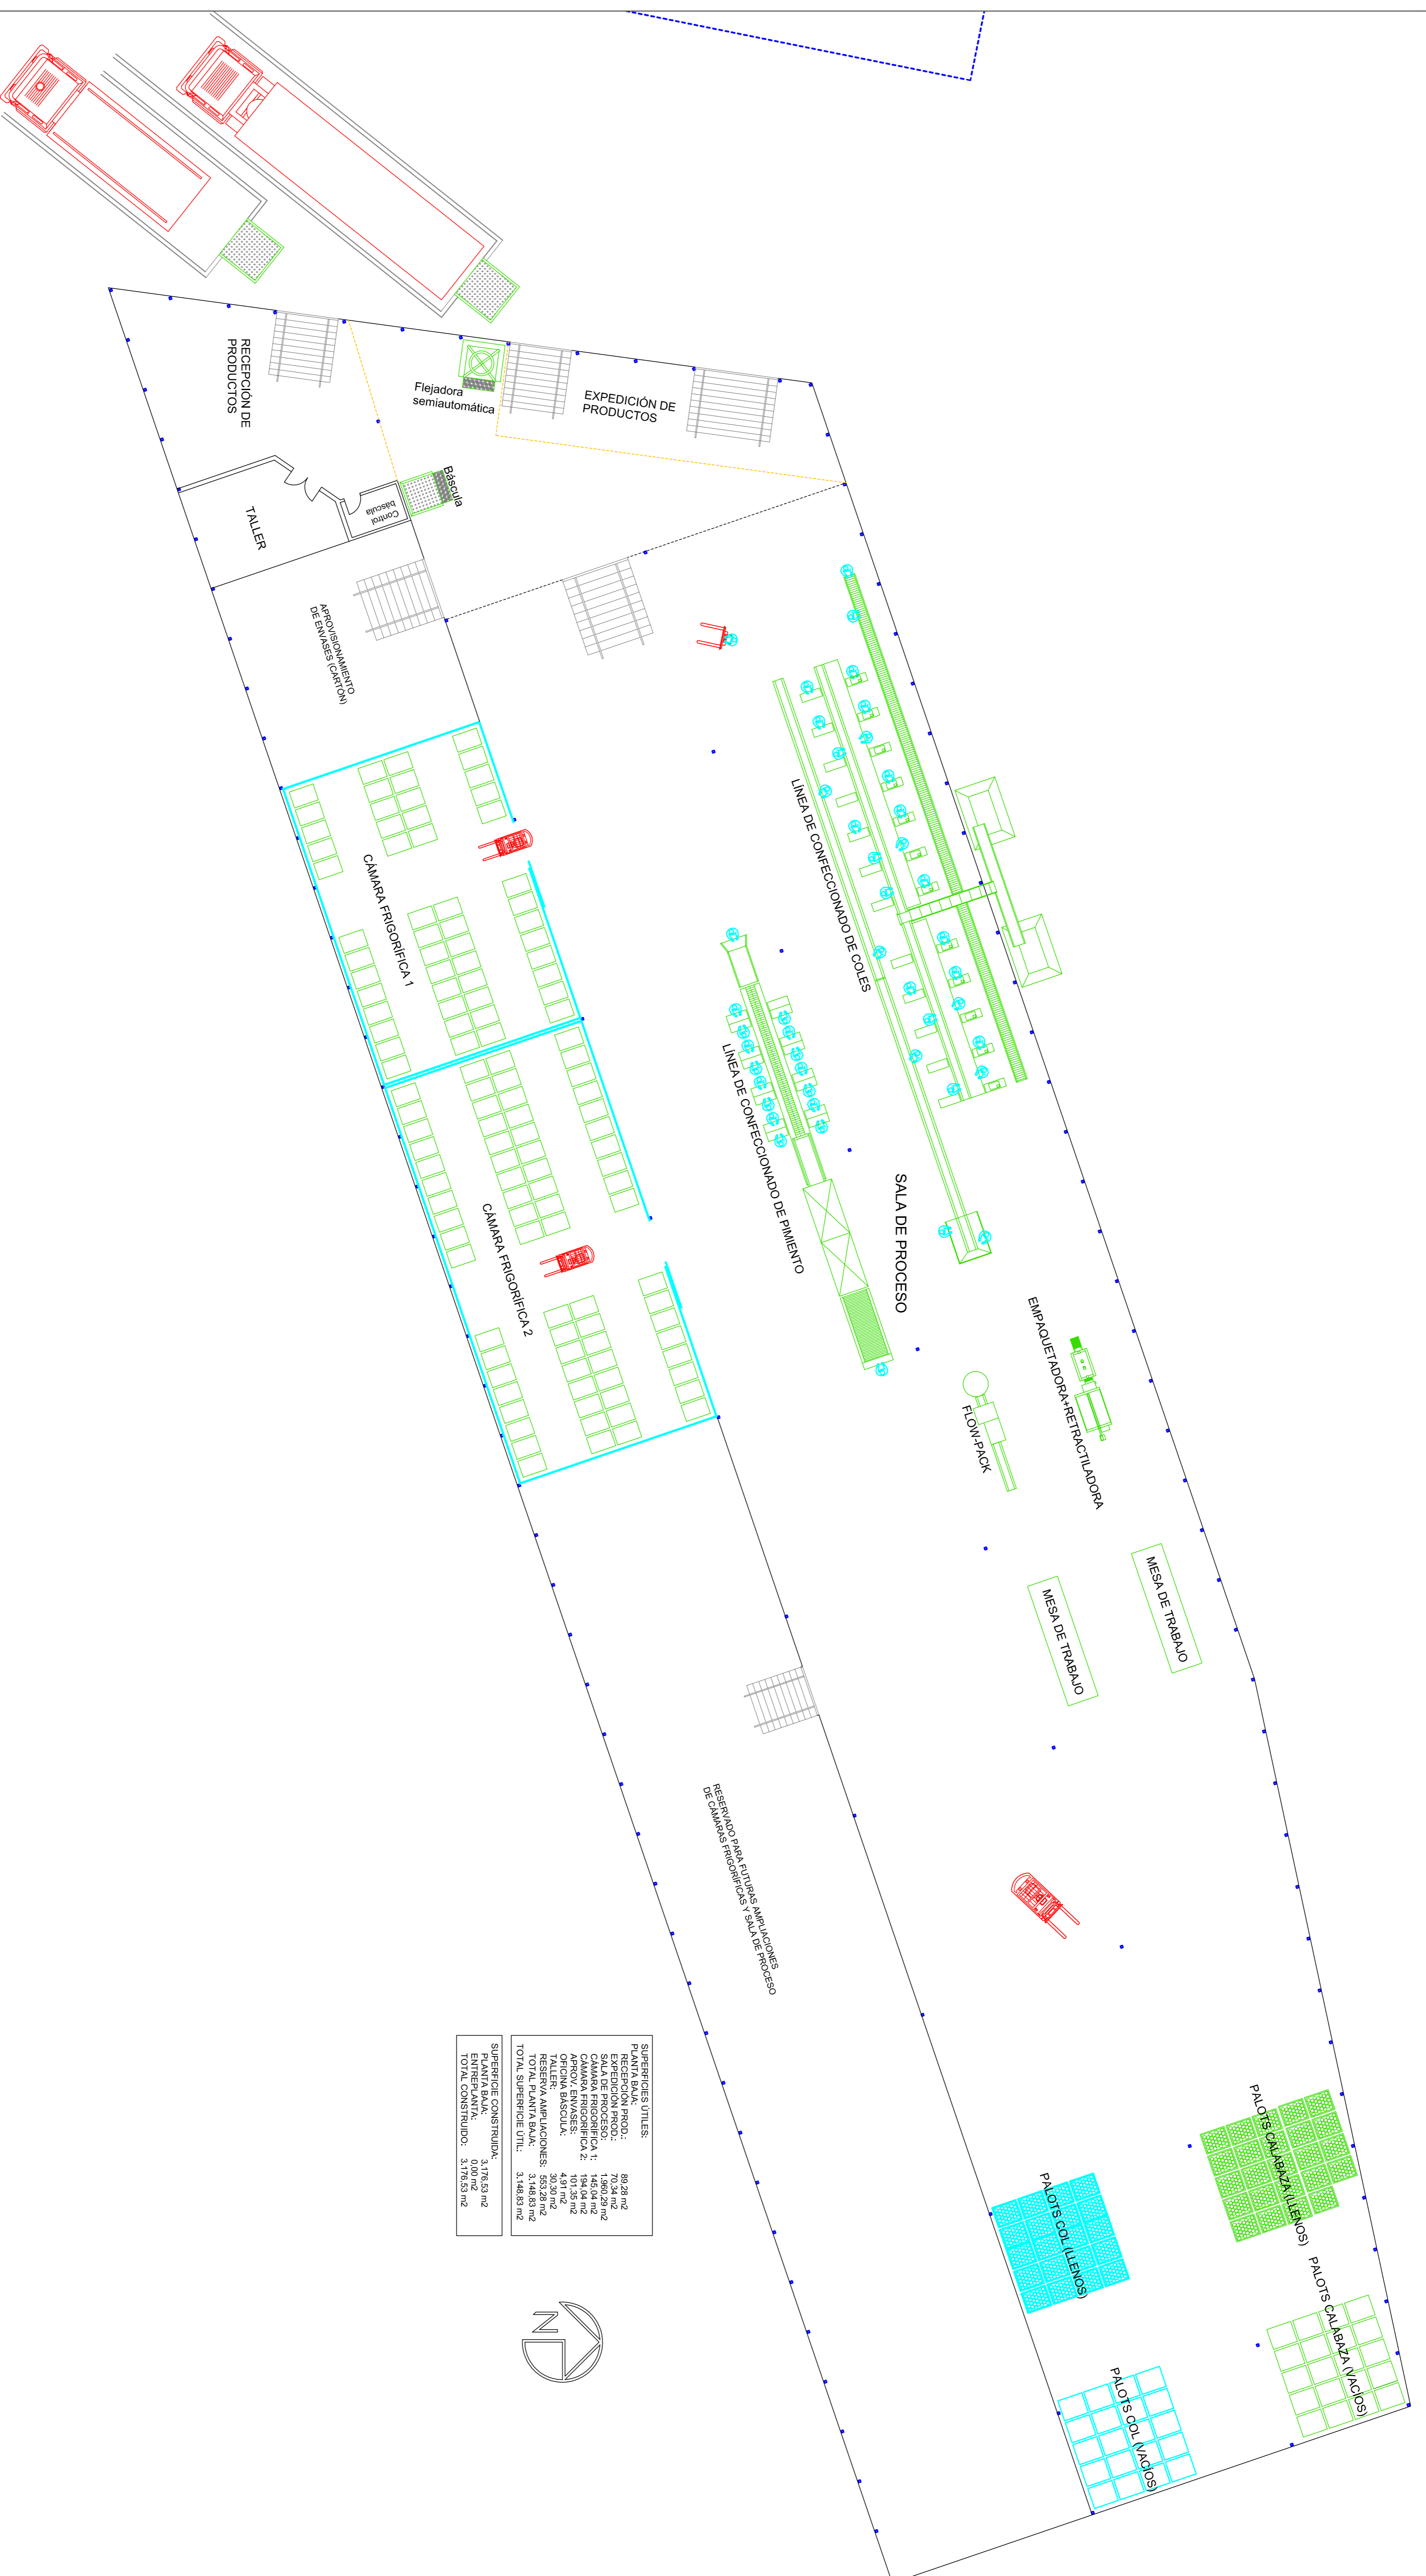 RECEPCIÓN DE
PRODUCTOS
Flejadora
semiautomática
EXPEDICIÓN DE
PRODUCTOS
Báscula
Control
báscula
TALLER
APROVISIONAMIENTO
DE ENVASES (CARTÓN)
CÁMARA FRIGORÍFICA 1
LÍNEA DE CONFECCIONADO DE COLES
LÍNEA DE CONFECCIONADO DE PIMIENTO
SALA DE PROCESO
CÁMARA FRIGORÍFICA 2
EMPAQUETADORA+RETRACTILADORA
FLOW-PACK
MESA DE TRABAJO
MESA DE TRABAJO
RESERVADO PARA FUTURAS AMPLIACIONES
DE CÁMARAS FRIGORÍFICAS Y SALA DE PROCESO
SUPERFICIES ÚTILES:
PLANTA BAJA:
RECEPCIÓN PROD.: 89,28 m2
EXPEDICIÓN PROD.: 70,34 m2
SALA DE PROCESO: 1.960,29 m2
CÁMARA FRIGORÍFICA 1: 145,04 m2
CÁMARA FRIGORÍFICA 2: 194,04 m2
APROV. ENVASES: 101,35 m2
OFICINA BÁSCULA: 4,91 m2
TALLER: 30,30 m2
RESERVA AMPLIACIONES: 553,28 m2
TOTAL PLANTA BAJA: 3.148,83 m2
TOTAL SUPERFICIE ÚTIL: 3.148,83 m2
SUPERFICIE CONSTRUIDA:
PLANTA BAJA: 3.176,53 m2
ENTREPLANTA: 0,00 m2
TOTAL CONSTRUIDO: 3.176,53 m2
PALOTS CALABAZA (LLENOS)
PALOTS COL (LLENOS)
PALOTS CALABAZA (VACÍOS)
PALOTS COL (VACÍOS)
N